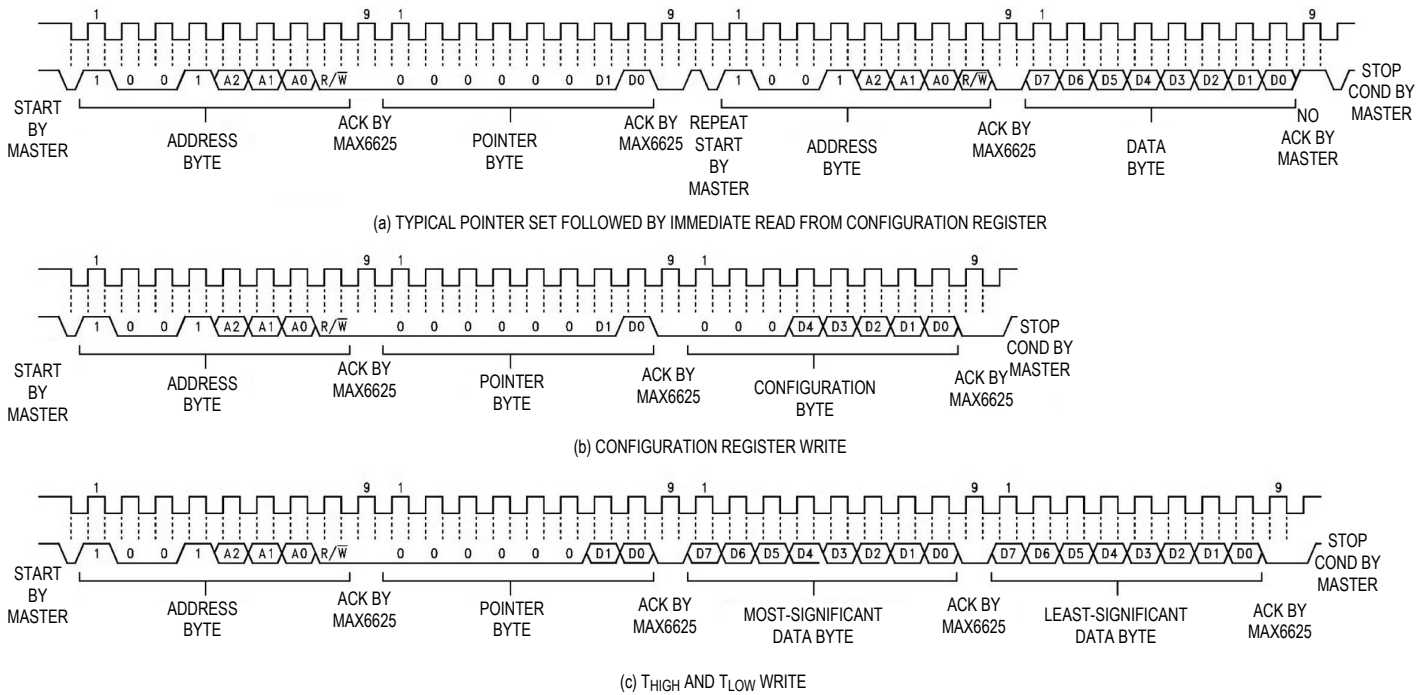 1 9 1 9 1 9 1 9
1 0 0 1 A2 A1 A0 R/W̅ 0 0 0 0 0 0 D1 D0 1 0 0 1 A2 A1 A0 R/W̅ D7 D6 D5 D4 D3 D2 D1 D0
START
BY
MASTER
ADDRESS
BYTE
ACK BY
MAX6625
POINTER
BYTE
ACK BY
MAX6625
REPEAT
START
BY
MASTER
ADDRESS
BYTE
ACK BY
MAX6625
DATA
BYTE
NO
ACK BY
MASTER
STOP
COND BY
MASTER
(a) TYPICAL POINTER SET FOLLOWED BY IMMEDIATE READ FROM CONFIGURATION REGISTER
1 9 1 9 1 9
1 0 0 1 A2 A1 A0 R/W̅ 0 0 0 0 0 0 D1 D0 0 0 0 D4 D3 D2 D1 D0
START
BY
MASTER
ADDRESS
BYTE
ACK BY
MAX6625
POINTER
BYTE
ACK BY
MAX6625
CONFIGURATION
BYTE
ACK BY
MAX6625
STOP
COND BY
MASTER
(b) CONFIGURATION REGISTER WRITE
1 9 1 9 1 9 1 9
1 0 0 1 A2 A1 A0 R/W̅ 0 0 0 0 0 0 D1 D0 D7 D6 D5 D4 D3 D2 D1 D0 D7 D6 D5 D4 D3 D2 D1 D0
START
BY
MASTER
ADDRESS
BYTE
ACK BY
MAX6625
POINTER
BYTE
ACK BY
MAX6625
MOST-SIGNIFICANT
DATA BYTE
ACK BY
MAX6625
LEAST-SIGNIFICANT
DATA BYTE
ACK BY
MAX6625
STOP
COND BY
MASTER
(c) THIGH AND TLOW WRITE